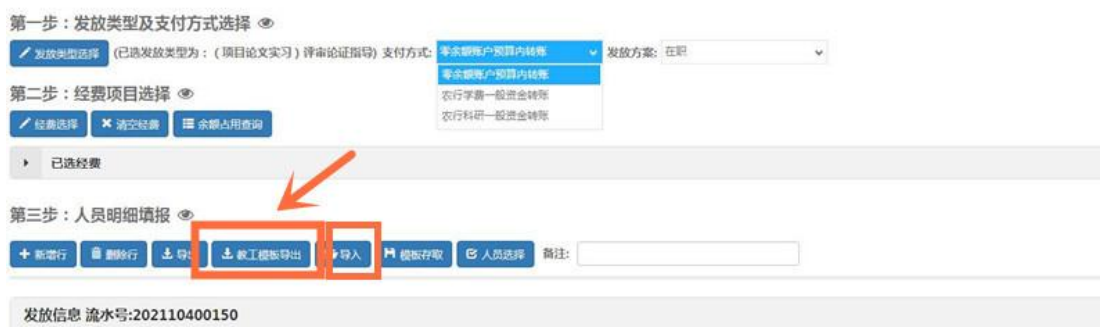 第一步：发放类型及支付方式选择
发放类型选择 (已选发放类型为：(项目论文实习)评审论证指导) 支付方式: 零余额账户预算内转账 发放方案: 在职
零余额账户预算内转账
第二步：经费项目选择
农行学费一般资金转账
农行科研一般资金转账
经费选择 清空经费 余额占用查询
已选经费
第三步：人员明细填报
新增行 删除行 导出 教工模板导出 导入 模板存取 人员选择 备注:
发放信息 流水号:202110400150